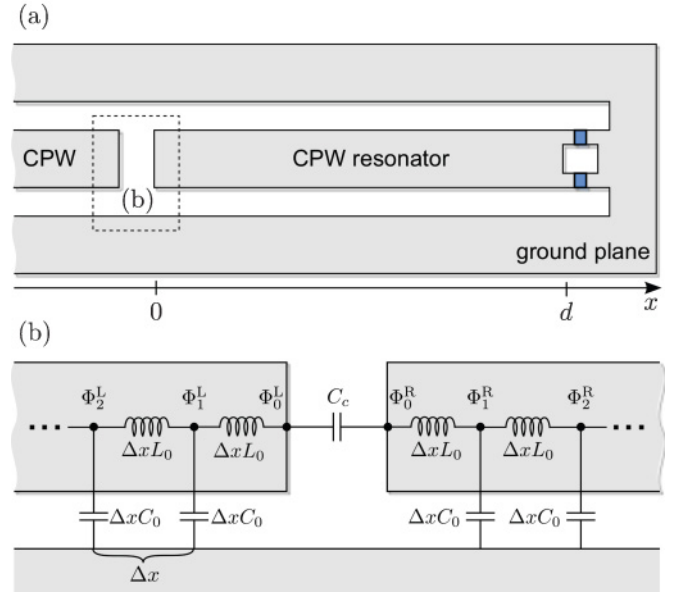 (a)
CPW
CPW resonator
(b)
ground plane
0
d
x
(b)
Φ₂ᴸ Φ₁ᴸ Φ₀ᴸ C_c Φ₀ᴿ Φ₁ᴿ Φ₂ᴿ
ΔxL₀ ΔxL₀ ΔxL₀ ΔxL₀
ΔxC₀ ΔxC₀ ΔxC₀ ΔxC₀
Δx